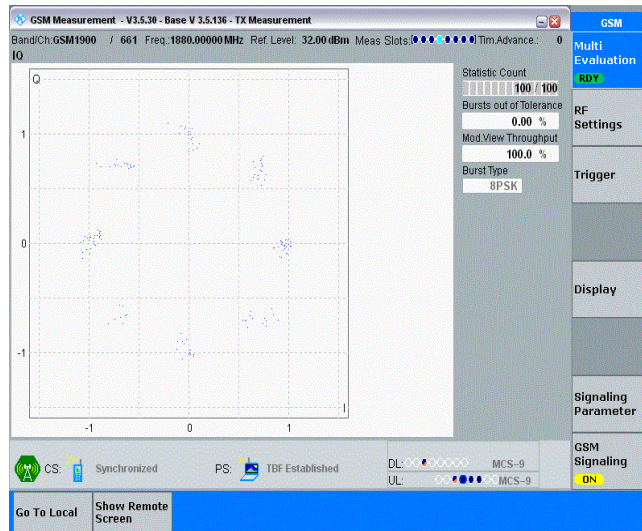 GSM Measurement - V3.5.30 - Base V 3.5.136 - TX Measurement
GSM
Band/Ch:GSM1900 / 661 Freq.:1880.00000 MHz Ref. Level: 32.00 dBm Meas Slots: Tim.Advance.: 0
IQ
Multi
Evaluation
RDY
Q
Statistic Count
100 / 100
Bursts out of Tolerance
0.00 %
Mod.View Throughput
100.0 %
Burst Type
8PSK
RF
Settings
Trigger
1
0
-1
-1 0 1
I
Display
Signaling
Parameter
GSM
Signaling
ON
CS: Synchronized PS: TBF Established
DL: MCS-9
UL: MCS-9
Go To Local
Show Remote
Screen